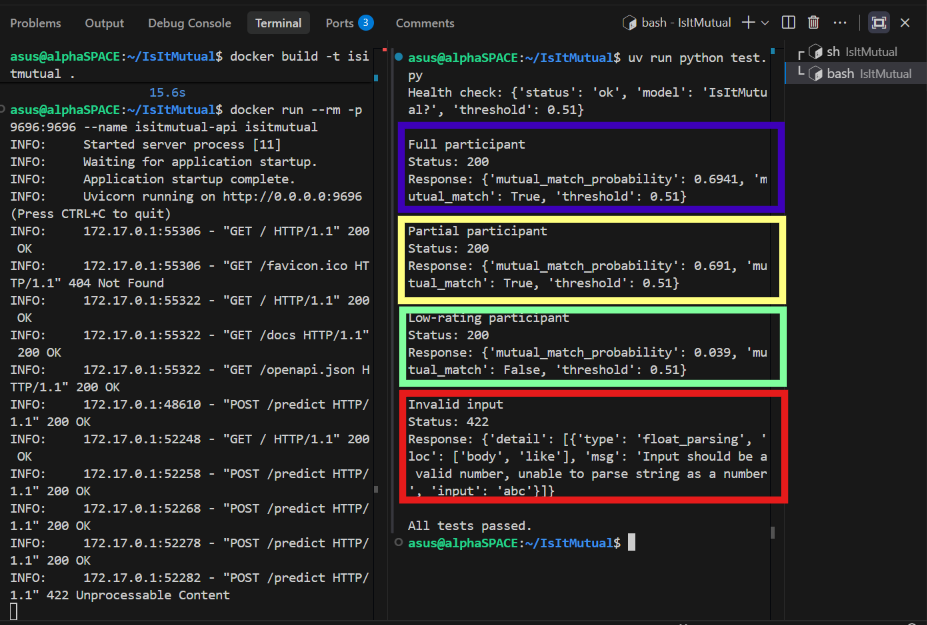 Problems Output Debug Console Terminal Ports 3 Comments
bash - IsItMutual
asus@alphaSPACE:~/IsItMutual$ docker build -t isi
tmutual .
15.6s
asus@alphaSPACE:~/IsItMutual$ docker run --rm -p
9696:9696 --name isitmutual-api isitmutual
INFO: Started server process [11]
INFO: Waiting for application startup.
INFO: Application startup complete.
INFO: Uvicorn running on http://0.0.0.0:9696
(Press CTRL+C to quit)
INFO: 172.17.0.1:55306 - "GET / HTTP/1.1" 200
OK
INFO: 172.17.0.1:55306 - "GET /favicon.ico HT
TP/1.1" 404 Not Found
INFO: 172.17.0.1:55322 - "GET / HTTP/1.1" 200
OK
INFO: 172.17.0.1:55322 - "GET /docs HTTP/1.1"
200 OK
INFO: 172.17.0.1:55322 - "GET /openapi.json H
TTP/1.1" 200 OK
INFO: 172.17.0.1:48610 - "POST /predict HTTP/
1.1" 200 OK
INFO: 172.17.0.1:52248 - "GET / HTTP/1.1" 200
OK
INFO: 172.17.0.1:52258 - "POST /predict HTTP/
1.1" 200 OK
INFO: 172.17.0.1:52268 - "POST /predict HTTP/
1.1" 200 OK
INFO: 172.17.0.1:52278 - "POST /predict HTTP/
1.1" 200 OK
INFO: 172.17.0.1:52282 - "POST /predict HTTP/
1.1" 422 Unprocessable Content
asus@alphaSPACE:~/IsItMutual$ uv run python test.
py
Health check: {'status': 'ok', 'model': 'IsItMutu
al?', 'threshold': 0.51}
Full participant
Status: 200
Response: {'mutual_match_probability': 0.6941, 'm
utual_match': True, 'threshold': 0.51}
Partial participant
Status: 200
Response: {'mutual_match_probability': 0.691, 'mu
tual_match': True, 'threshold': 0.51}
Low-rating participant
Status: 200
Response: {'mutual_match_probability': 0.039, 'mu
tual_match': False, 'threshold': 0.51}
Invalid input
Status: 422
Response: {'detail': [{'type': 'float_parsing', '
loc': ['body', 'like'], 'msg': 'Input should be a
valid number, unable to parse string as a number
', 'input': 'abc'}]}
All tests passed.
asus@alphaSPACE:~/IsItMutual$
sh IsItMutual
bash IsItMutual